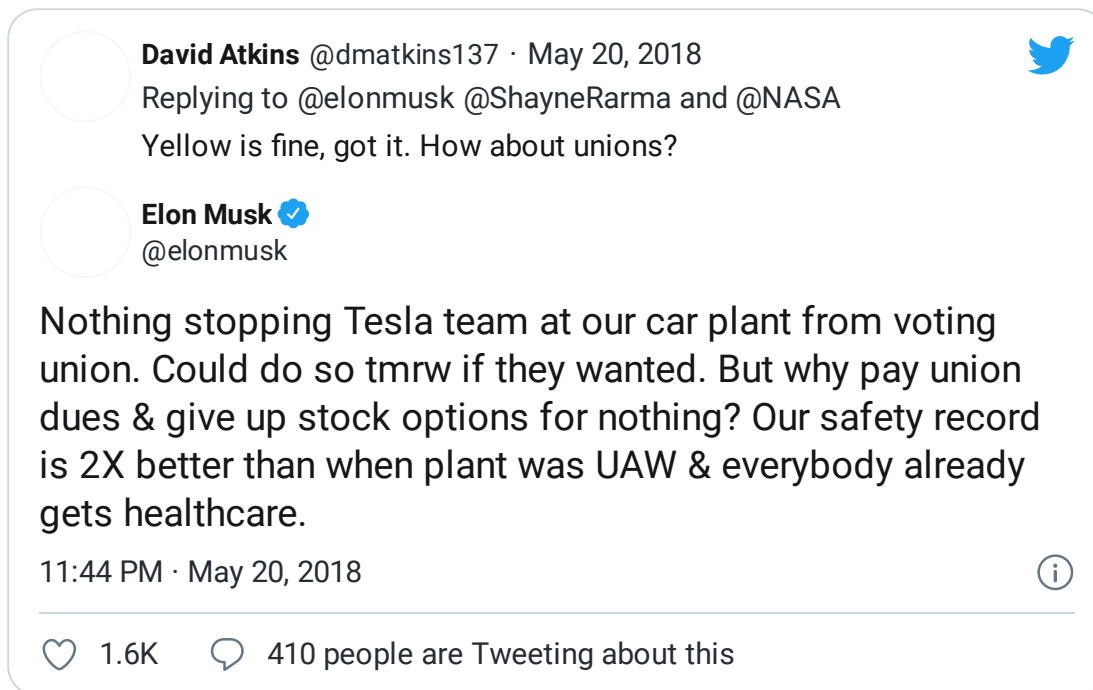 David Atkins @dmatkins137 · May 20, 2018
Replying to @elonmusk @ShayneRarma and @NASA
Yellow is fine, got it. How about unions?
Elon Musk
@elonmusk
Nothing stopping Tesla team at our car plant from voting
union. Could do so tmrw if they wanted. But why pay union
dues & give up stock options for nothing? Our safety record
is 2X better than when plant was UAW & everybody already
gets healthcare.
11:44 PM · May 20, 2018
1.6K 410 people are Tweeting about this